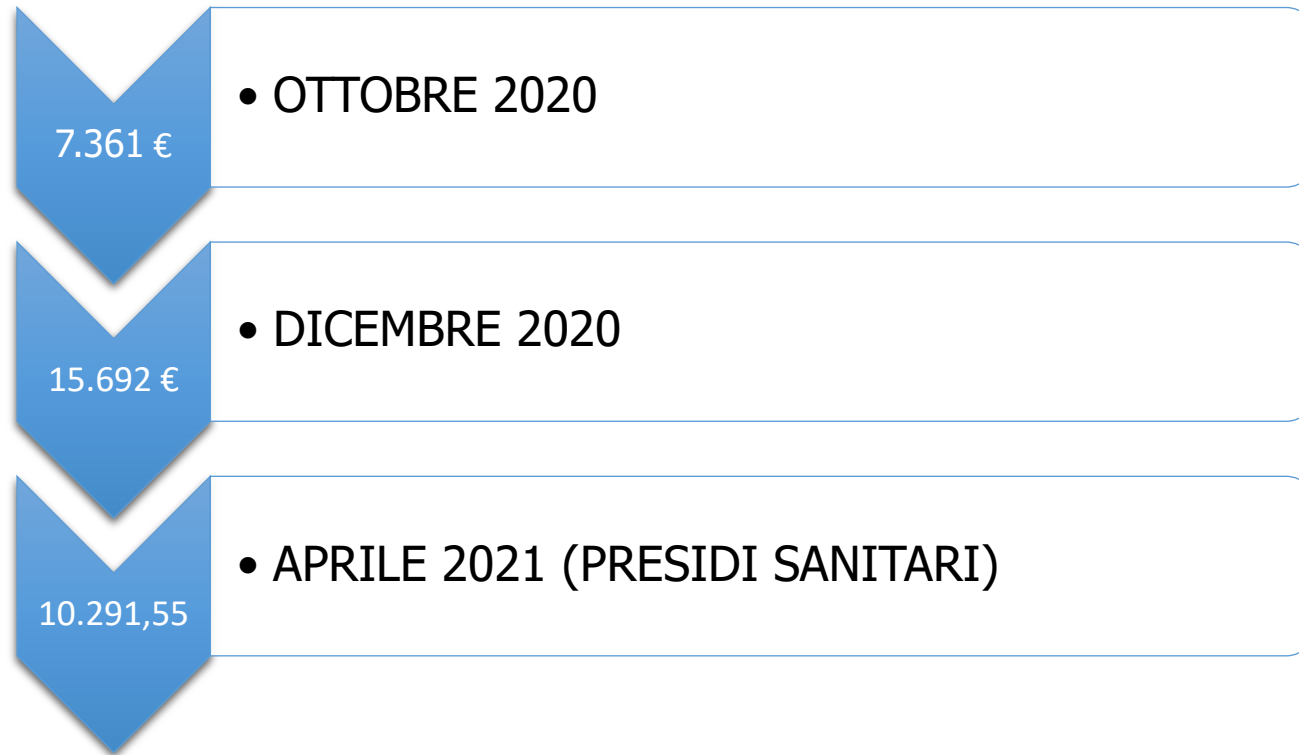 7.361 €
• OTTOBRE 2020
15.692 €
• DICEMBRE 2020
10.291,55
• APRILE 2021 (PRESIDI SANITARI)